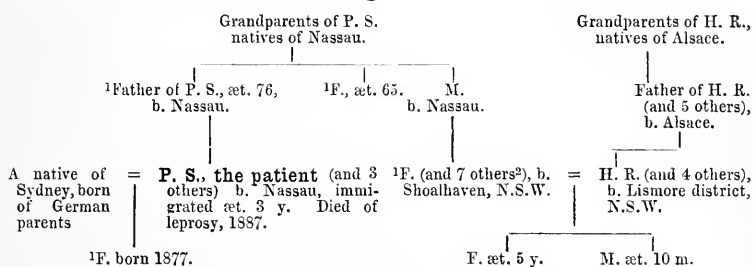 Grandparents of P. S.
natives of Nassau.
Grandparents of H. R.,
natives of Alsace.
¹Father of P. S., æt. 76,
b. Nassau.
¹F., æt. 65.
M.
b. Nassau.
Father of H. R.
(and 5 others),
b. Alsace.
A native of
Sydney, born
of German
parents
=
P. S., the patient (and 3
others) b. Nassau, immi-
grated æt. 3 y. Died of
leprosy, 1887.
¹F. (and 7 others²), b.
Shoalhaven, N.S.W.
=
H. R. (and 4 others),
b. Lismore district,
N.S.W.
¹F. born 1877.
F. æt. 5 y.
M. æt. 10 m.